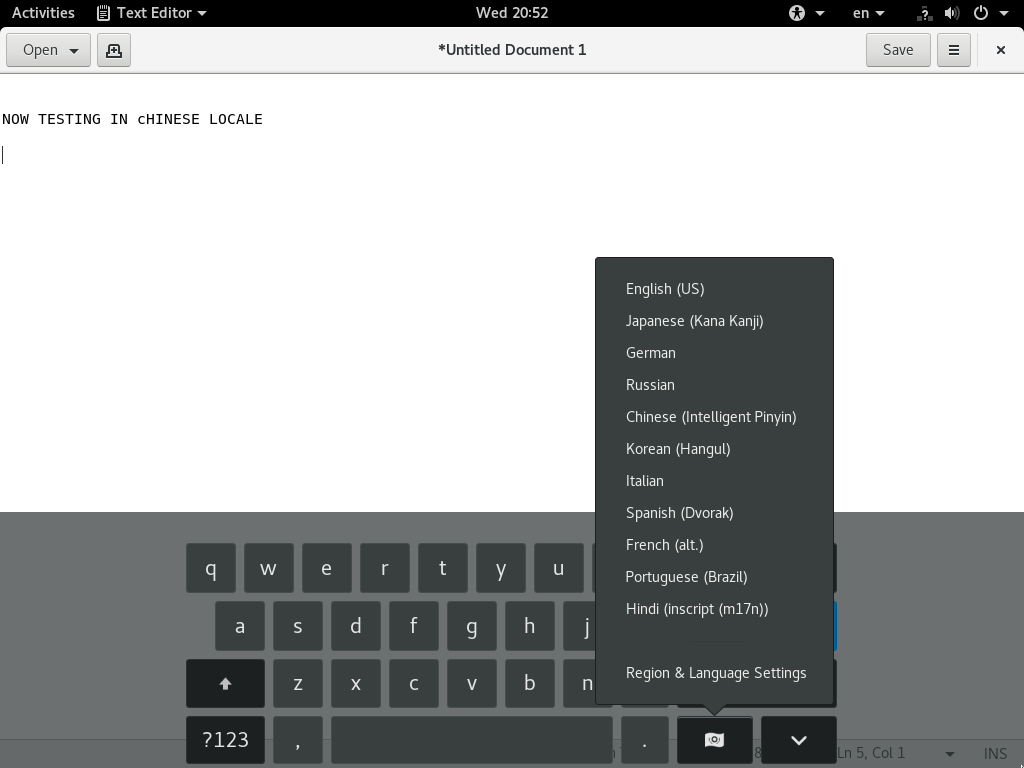 Activities Text Editor Wed 20:52 en
Open *Untitled Document 1 Save
NOW TESTING IN cHINESE LOCALE
English (US)
Japanese (Kana Kanji)
German
Russian
Chinese (Intelligent Pinyin)
Korean (Hangul)
Italian
Spanish (Dvorak)
French (alt.)
Portuguese (Brazil)
Hindi (inscript (m17n))
Region & Language Settings
q w e r t y u
a s d f g h j
z x c v b n
?123 , . 8 Ln 5, Col 1 INS